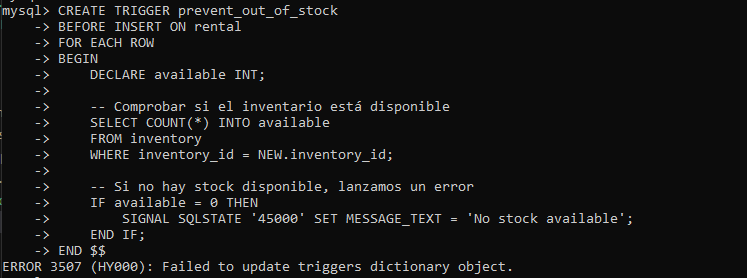 mysql> CREATE TRIGGER prevent_out_of_stock
    -> BEFORE INSERT ON rental
    -> FOR EACH ROW
    -> BEGIN
    ->     DECLARE available INT;
    ->
    ->     -- Comprobar si el inventario está disponible
    ->     SELECT COUNT(*) INTO available
    ->     FROM inventory
    ->     WHERE inventory_id = NEW.inventory_id;
    ->
    ->     -- Si no hay stock disponible, lanzamos un error
    ->     IF available = 0 THEN
    ->         SIGNAL SQLSTATE '45000' SET MESSAGE_TEXT = 'No stock available';
    ->     END IF;
    -> END $$
ERROR 3507 (HY000): Failed to update triggers dictionary object.